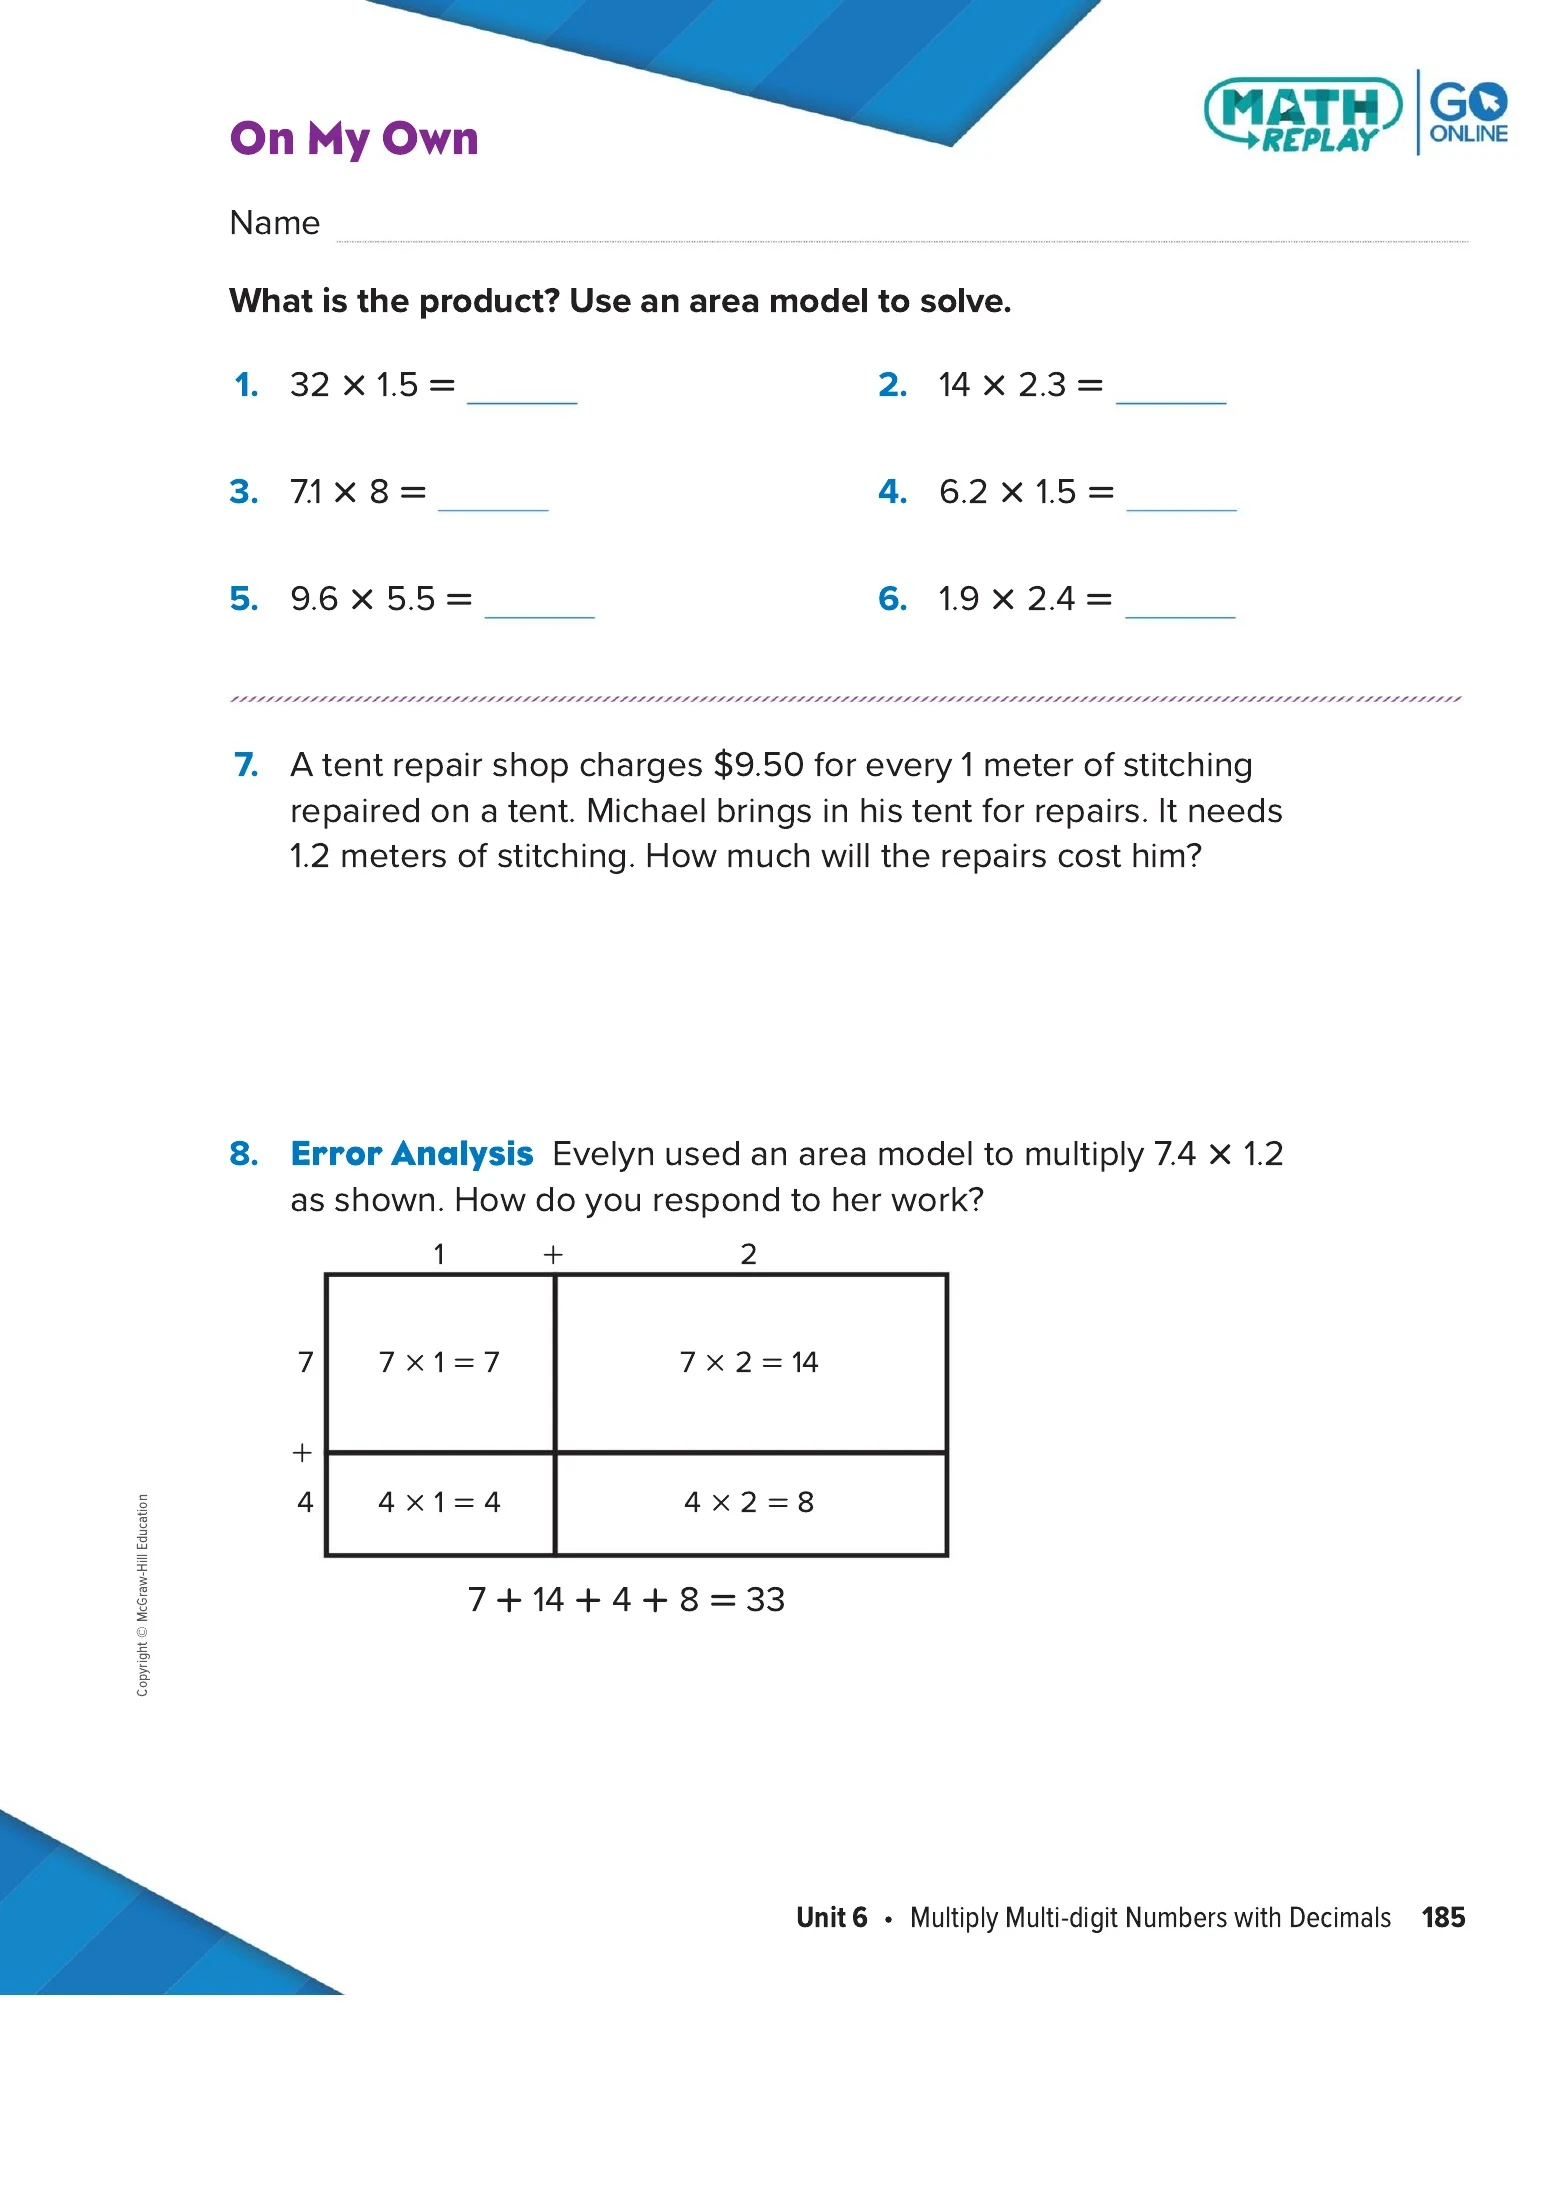 MATH
REPLAY
GO
ONLINE
On My Own
Name
What is the product? Use an area model to solve.
1. 32 × 1.5 = ______
2. 14 × 2.3 = ______
3. 7.1 × 8 = ______
4. 6.2 × 1.5 = ______
5. 9.6 × 5.5 = ______
6. 1.9 × 2.4 = ______
7. A tent repair shop charges $9.50 for every 1 meter of stitching
repaired on a tent. Michael brings in his tent for repairs. It needs
1.2 meters of stitching. How much will the repairs cost him?
8. Error Analysis Evelyn used an area model to multiply 7.4 × 1.2
as shown. How do you respond to her work?
1 + 2
7 7 × 1 = 7 7 × 2 = 14
+
4 4 × 1 = 4 4 × 2 = 8
7 + 14 + 4 + 8 = 33
Copyright © McGraw-Hill Education
Unit 6 • Multiply Multi-digit Numbers with Decimals 185